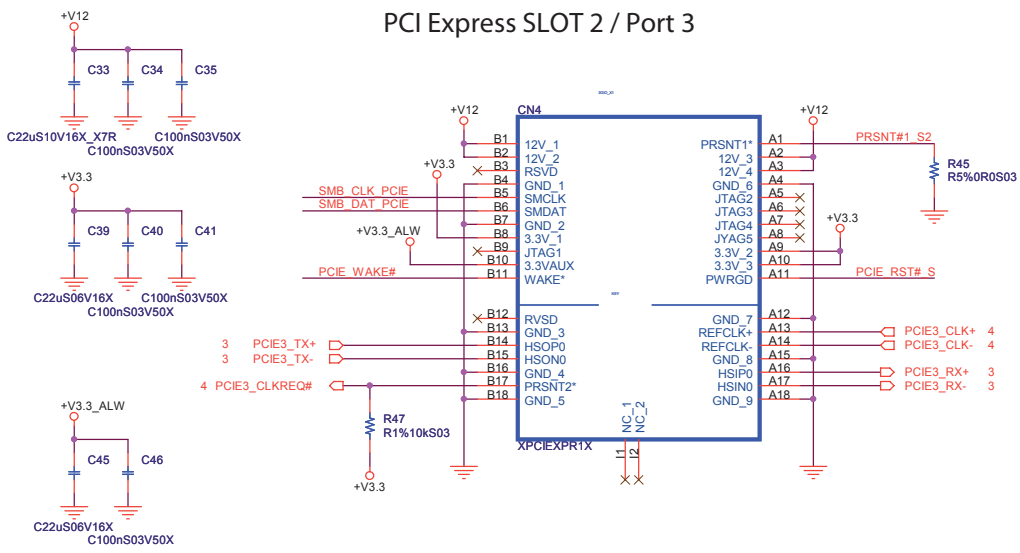 PCI Express SLOT 2 / Port 3
+V12
C33 C34 C35
C22uS10V16X_X7R C100nS03V50X
C100nS03V50X
+V3.3
C39 C40 C41
C22uS06V16X C100nS03V50X
C100nS03V50X
+V3.3_ALW
C45 C46
C22uS06V16X
C100nS03V50X
CN4
+V12 +V12
+V3.3
+V3.3_ALW
+V3.3
B1 12V_1 PRSNT1* A1 PRSNT#1_S2
B2 12V_2 12V_3 A2
B3 RSVD 12V_4 A3
B4 GND_1 GND_6 A4
SMB_CLK_PCIE B5 SMCLK JTAG2 A5
SMB_DAT_PCIE B6 SMDAT JTAG3 A6
B7 GND_2 JTAG4 A7
B8 3.3V_1 JYAG5 A8
B9 JTAG1 3.3V_2 A9
B10 3.3VAUX 3.3V_3 A10
PCIE_WAKE# B11 WAKE* PWRGD A11 PCIE_RST#_S
R45
R5%0R0S03
KEY
B12 RVSD GND_7 A12
B13 GND_3 REFCLK+ A13 PCIE3_CLK+ 4
3 PCIE3_TX+ B14 HSOP0 REFCLK- A14 PCIE3_CLK- 4
3 PCIE3_TX- B15 HSON0 GND_8 A15
B16 GND_4 HSIP0 A16 PCIE3_RX+ 3
4 PCIE3_CLKREQ# B17 PRSNT2* HSIN0 A17 PCIE3_RX- 3
B18 GND_5 GND_9 A18
NC_1
NC_2
I1
I2
XPCIEXPR1X
R47
R1%10kS03
+V3.3